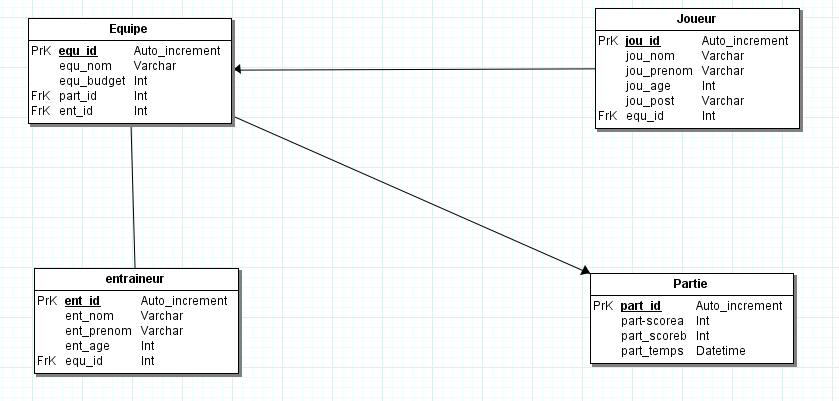 Equipe
PrK equ_id Auto_increment
equ_nom Varchar
equ_budget Int
FrK part_id Int
FrK ent_id Int
Joueur
PrK jou_id Auto_increment
jou_nom Varchar
jou_prenom Varchar
jou_age Int
jou_post Varchar
FrK equ_id Int
entraineur
PrK ent_id Auto_increment
ent_nom Varchar
ent_prenom Varchar
ent_age Int
FrK equ_id Int
Partie
PrK part_id Auto_increment
part-scorea Int
part_scoreb Int
part_temps Datetime